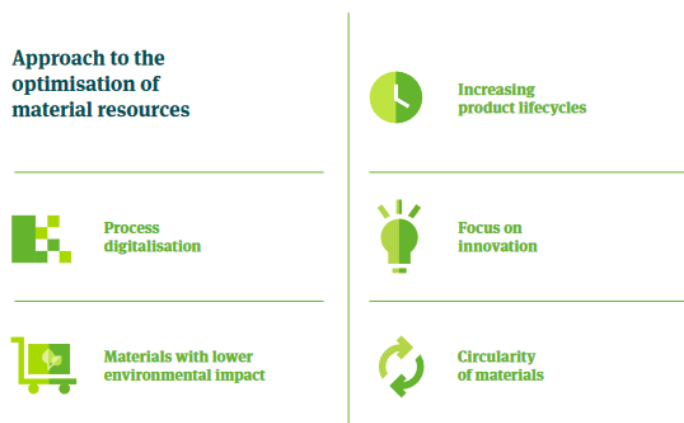 Approach to the
optimisation of
material resources
Process
digitalisation
Materials with lower
environmental impact
Increasing
product lifecycles
Focus on
innovation
Circularity
of materials